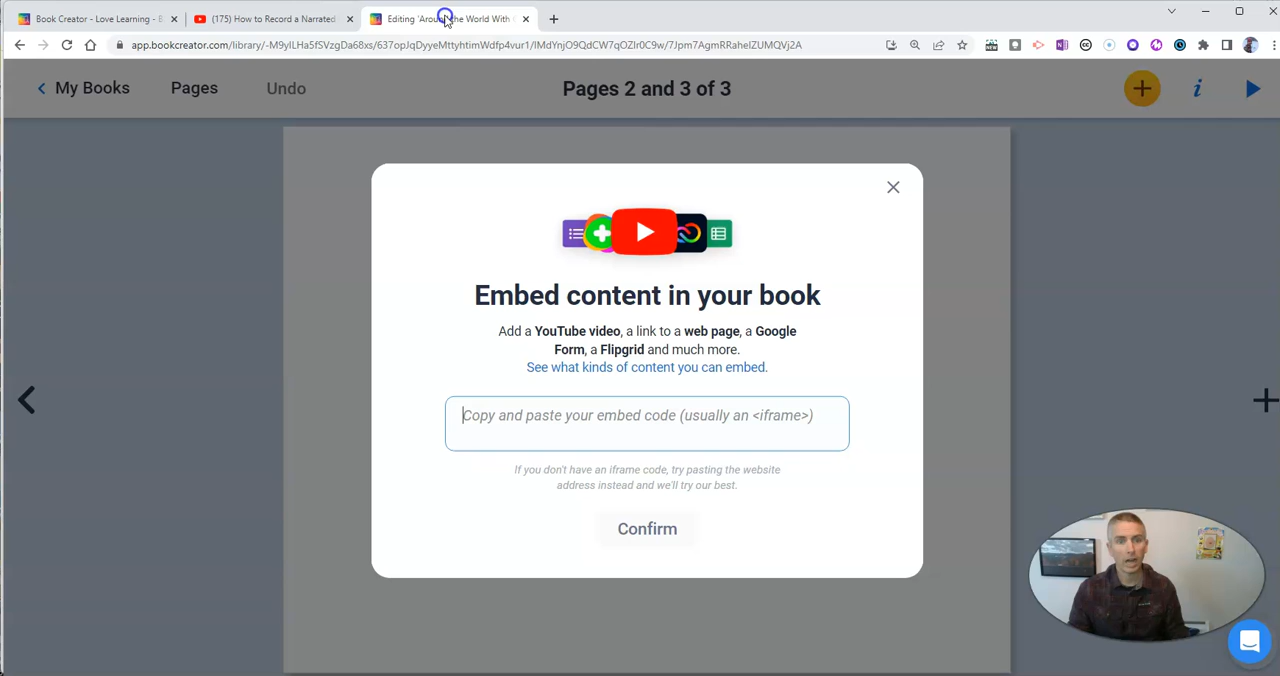 Book Creator - Love Learning - B
(175) How to Record a Narrated
Editing 'Around the World With
app.bookcreator.com/library/-M9yILHa5fSVzgDa68xs/637opJqDyyeMttyhtimWdfp4vur1/IMdYnjO9QdCW7qOZIr0C9w/7Jpm7AgmRRaheIZUMQVj2A
My Books
Pages
Undo
Pages 2 and 3 of 3
Embed content in your book
Add a YouTube video, a link to a web page, a Google
Form, a Flipgrid and much more.
See what kinds of content you can embed.
Copy and paste your embed code (usually an <iframe>)
If you don't have an iframe code, try pasting the website
address instead and we'll try our best.
Confirm